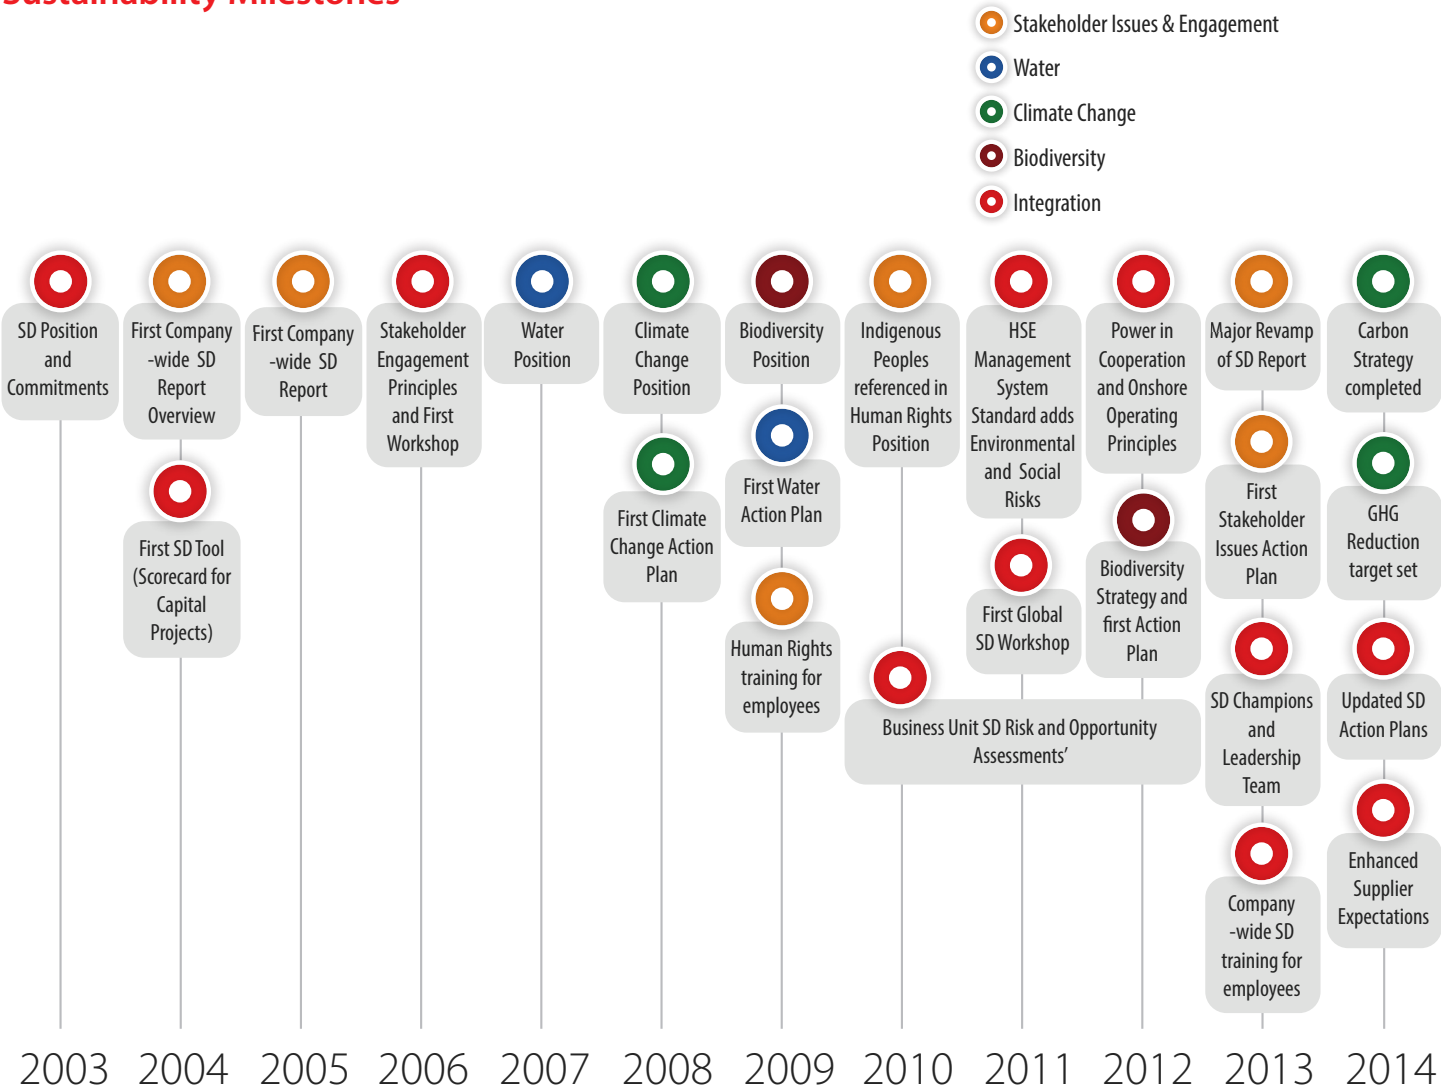 Sustainability Milestones
Stakeholder Issues & Engagement
Water
Climate Change
Biodiversity
Integration
SD Position
and
Commitments
First Company
-wide SD
Report
Overview
First SD Tool
(Scorecard for
Capital
Projects)
First Company
-wide SD
Report
Stakeholder
Engagement
Principles
and First
Workshop
Water
Position
Climate
Change
Position
First Climate
Change Action
Plan
Biodiversity
Position
First Water
Action Plan
Human Rights
training for
employees
Indigenous
Peoples
referenced in
Human Rights
Position
Business Unit SD Risk and Opportunity
Assessments’
HSE
Management
System
Standard adds
Environmental
and Social
Risks
First Global
SD Workshop
Power in
Cooperation
and Onshore
Operating
Principles
Biodiversity
Strategy and
first Action
Plan
Major Revamp
of SD Report
First
Stakeholder
Issues Action
Plan
SD Champions
and
Leadership
Team
Company
-wide SD
training for
employees
Carbon
Strategy
completed
GHG
Reduction
target set
Updated SD
Action Plans
Enhanced
Supplier
Expectations
2003 2004 2005 2006 2007 2008 2009 2010 2011 2012 2013 2014